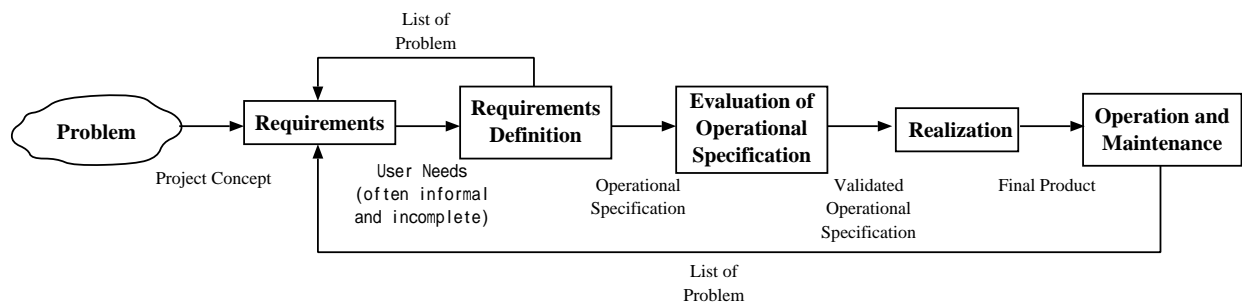 List of
Problem
Problem
Requirements
Requirements
Definition
Evaluation of
Operational
Specification
Realization
Operation and
Maintenance
Project Concept
User Needs
(often informal
and incomplete)
Operational
Specification
Validated
Operational
Specification
Final Product
List of
Problem